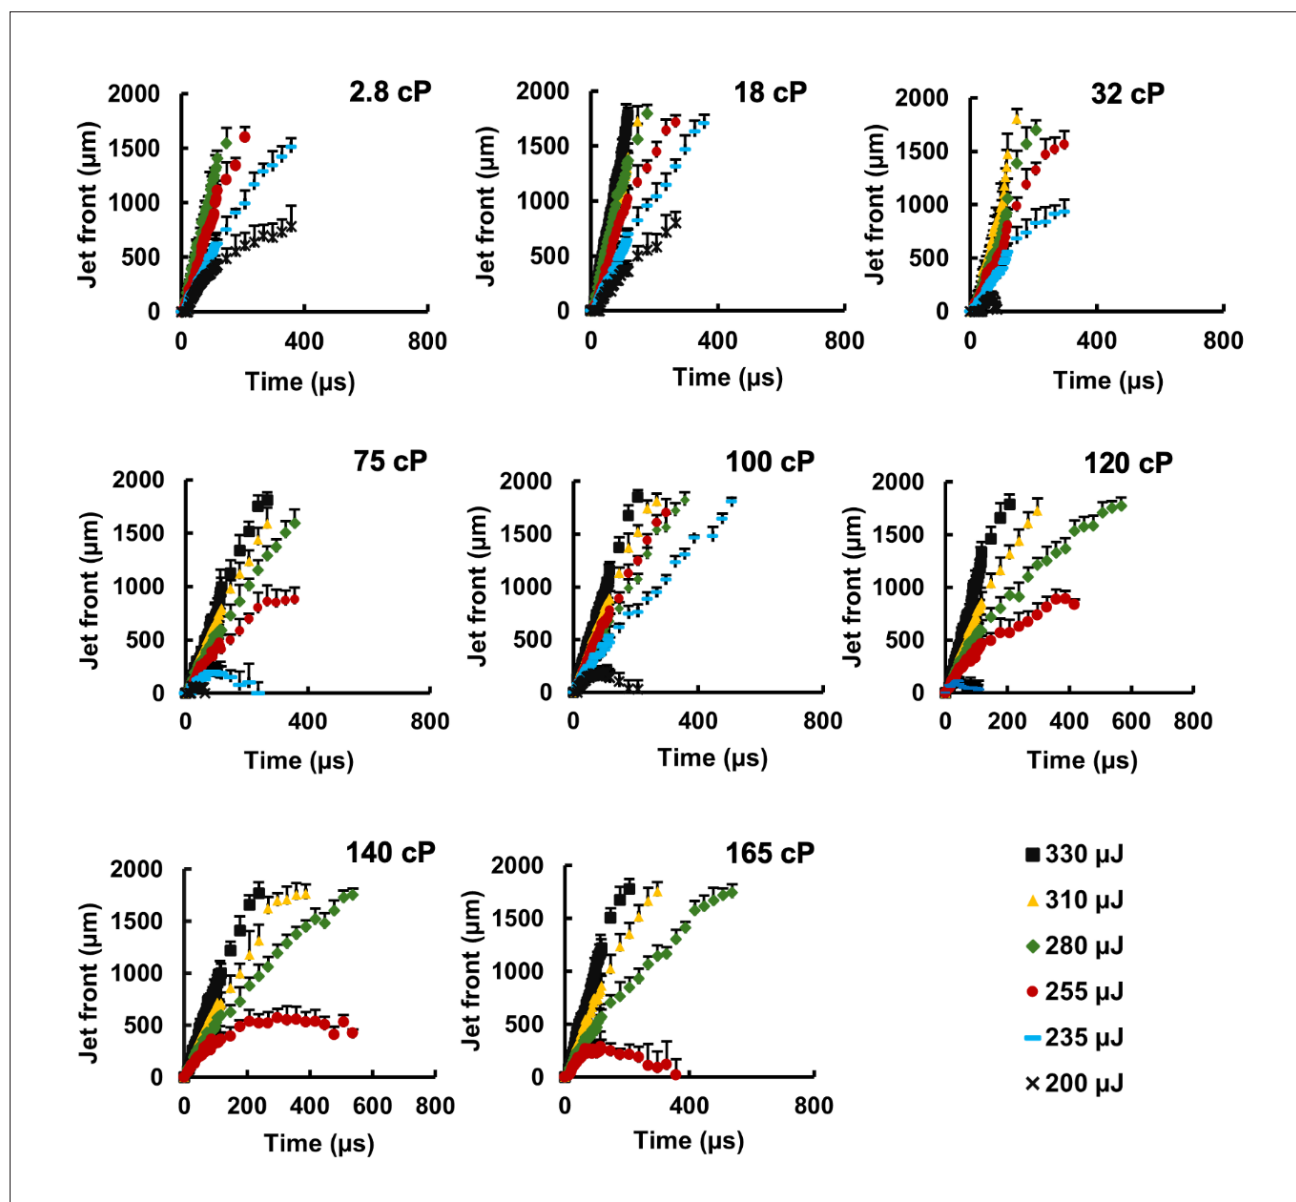 2.8 cP
Jet front (µm)
2000
1500
1000
500
0
0 400 800
Time (µs)
18 cP
Jet front (µm)
2000
1500
1000
500
0
0 400 800
Time (µs)
32 cP
Jet front (µm)
2000
1500
1000
500
0
0 400 800
Time (µs)
75 cP
Jet front (µm)
2000
1500
1000
500
0
0 400 800
Time (µs)
100 cP
Jet front (µm)
2000
1500
1000
500
0
0 400 800
Time (µs)
120 cP
Jet front (µm)
2000
1500
1000
500
0
0 200 400 600 800
Time (µs)
140 cP
Jet front (µm)
2000
1500
1000
500
0
0 200 400 600 800
Time (µs)
165 cP
Jet front (µm)
2000
1500
1000
500
0
0 400 800
Time (µs)
330 µJ
310 µJ
280 µJ
255 µJ
235 µJ
200 µJ